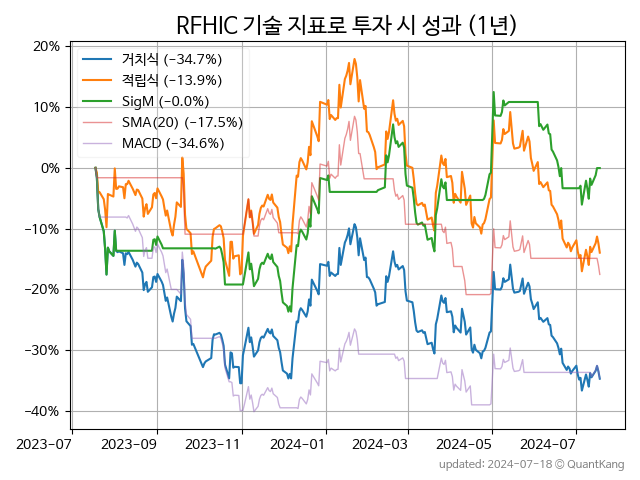 RFHIC 기술 지표로 투자 시 성과 (1년)
거치식 (−34.7%)
적립식 (−13.9%)
SigM (−0.0%)
SMA(20) (−17.5%)
MACD (−34.6%)
20%
10%
0%
−10%
−20%
−30%
−40%
2023-07 2023-09 2023-11 2024-01 2024-03 2024-05 2024-07
updated: 2024-07-18 © QuantKang